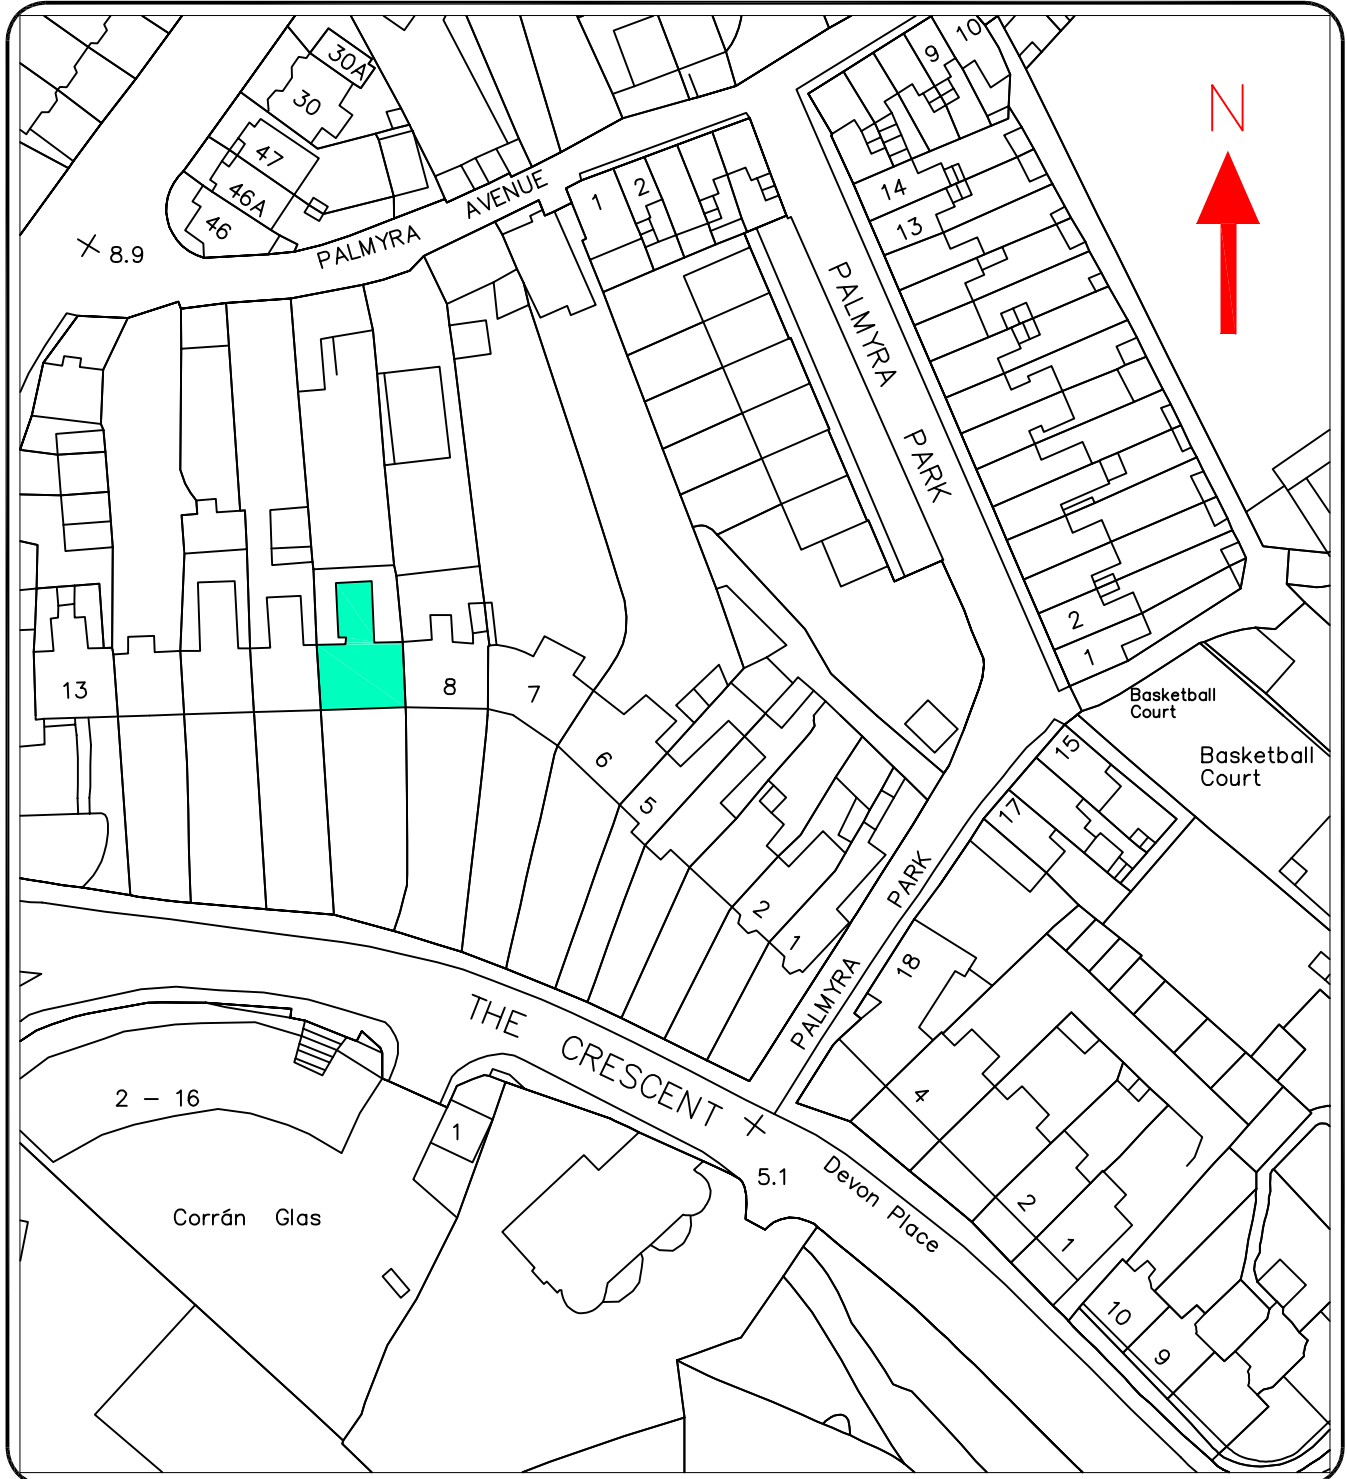 30A
9
10
30
N
47
14
46A
1
2
AVENUE
46
13
PALMYRA
8.9
PALMYRA
PARK
2
1
13
8
7
Basketball
Court
6
Basketball
Court
15
5
17
PARK
2
1
18
PALMYRA
THE CRESCENT
4
2 – 16
1
5.1
Devon Place
2
Corrán Glas
1
10
9